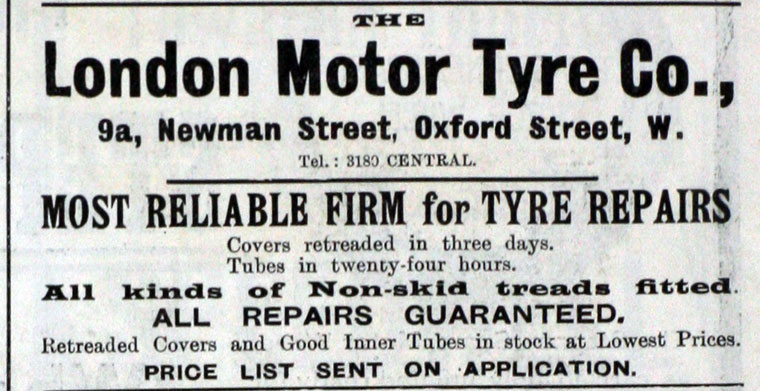 THE
London Motor Tyre Co.,
9a, Newman Street, Oxford Street, W.
Tel.: 3180 CENTRAL.
MOST RELIABLE FIRM for TYRE REPAIRS
Covers retreaded in three days.
Tubes in twenty-four hours.
All kinds of Non-skid treads fitted.
ALL REPAIRS GUARANTEED.
Retreaded Covers and Good Inner Tubes in stock at Lowest Prices.
PRICE LIST SENT ON APPLICATION.